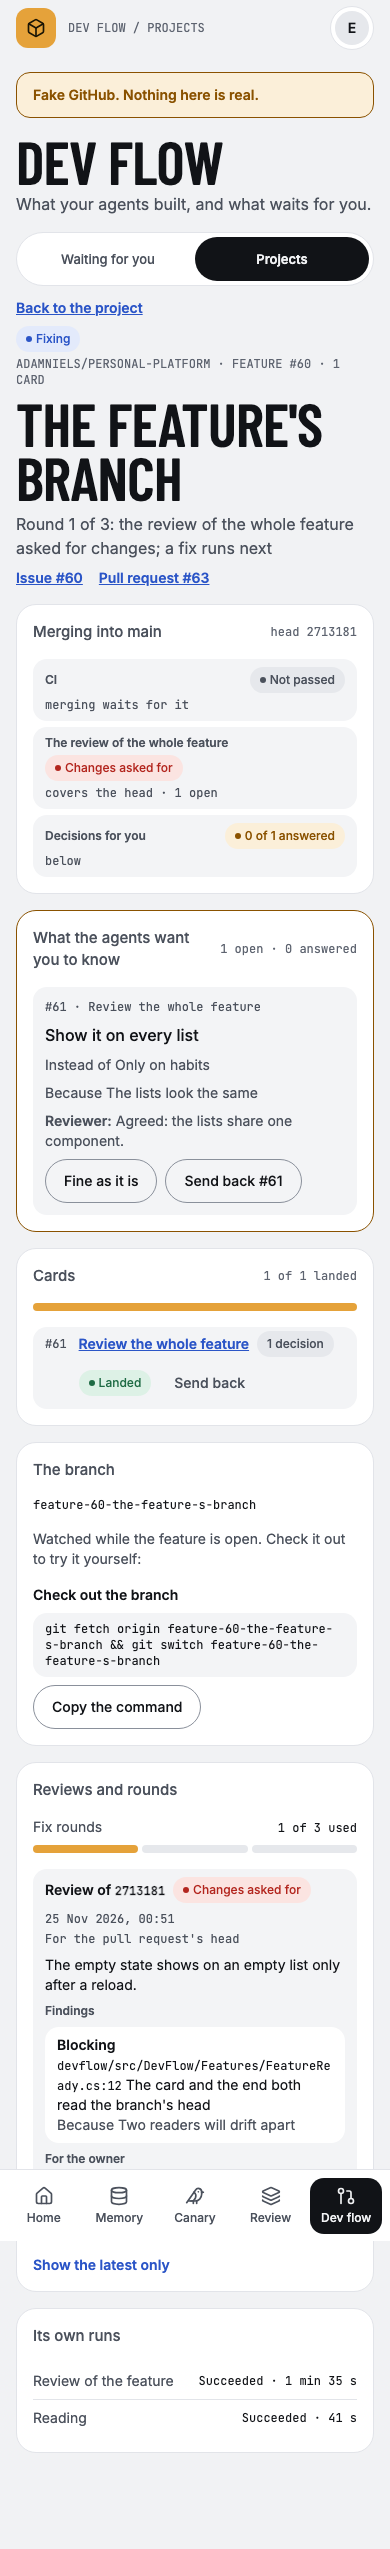 DEV FLOW / PROJECTS
E
Fake GitHub. Nothing here is real.
DEV FLOW
What your agents built, and what waits for you.
Waiting for you
Projects
Back to the project
Fixing
ADAMNIELS/PERSONAL-PLATFORM · FEATURE #60 · 1
CARD
THE FEATURE'S
BRANCH
Round 1 of 3: the review of the whole feature
asked for changes; a fix runs next
Issue #60 Pull request #63
Merging into main head 2713181
CI Not passed
merging waits for it
The review of the whole feature
Changes asked for
covers the head · 1 open
Decisions for you 0 of 1 answered
below
What the agents want
you to know
1 open · 0 answered
#61 · Review the whole feature
Show it on every list
Instead of Only on habits
Because The lists look the same
Reviewer: Agreed: the lists share one
component.
Fine as it is Send back #61
Cards 1 of 1 landed
#61 Review the whole feature 1 decision
Landed Send back
The branch
feature-60-the-feature-s-branch
Watched while the feature is open. Check it out
to try it yourself:
Check out the branch
git fetch origin feature-60-the-feature-
s-branch && git switch feature-60-the-
feature-s-branch
Copy the command
Reviews and rounds
Fix rounds 1 of 3 used
Review of 2713181 Changes asked for
25 Nov 2026, 00:51
For the pull request's head
The empty state shows on an empty list only
after a reload.
Findings
Blocking
devflow/src/DevFlow/Features/FeatureRe
ady.cs:12 The card and the end both
read the branch's head
Because Two readers will drift apart
For the owner
Home Memory Canary Review Dev flow
Show the latest only
Its own runs
Review of the feature Succeeded · 1 min 35 s
Reading Succeeded · 41 s